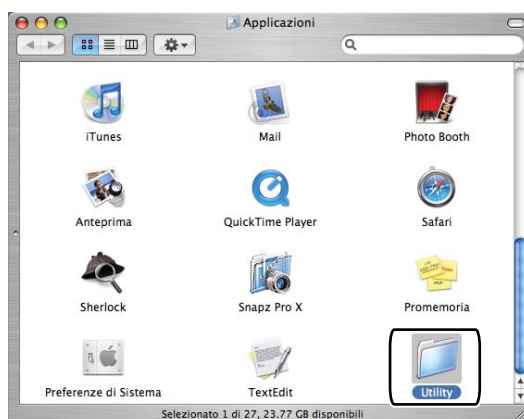 Applicazioni
iTunes
Mail
Photo Booth
Anteprima
QuickTime Player
Safari
Sherlock
Snapz Pro X
Promemoria
Preferenze di Sistema
TextEdit
Utility
Selezionato 1 di 27, 23.77 GB disponibili